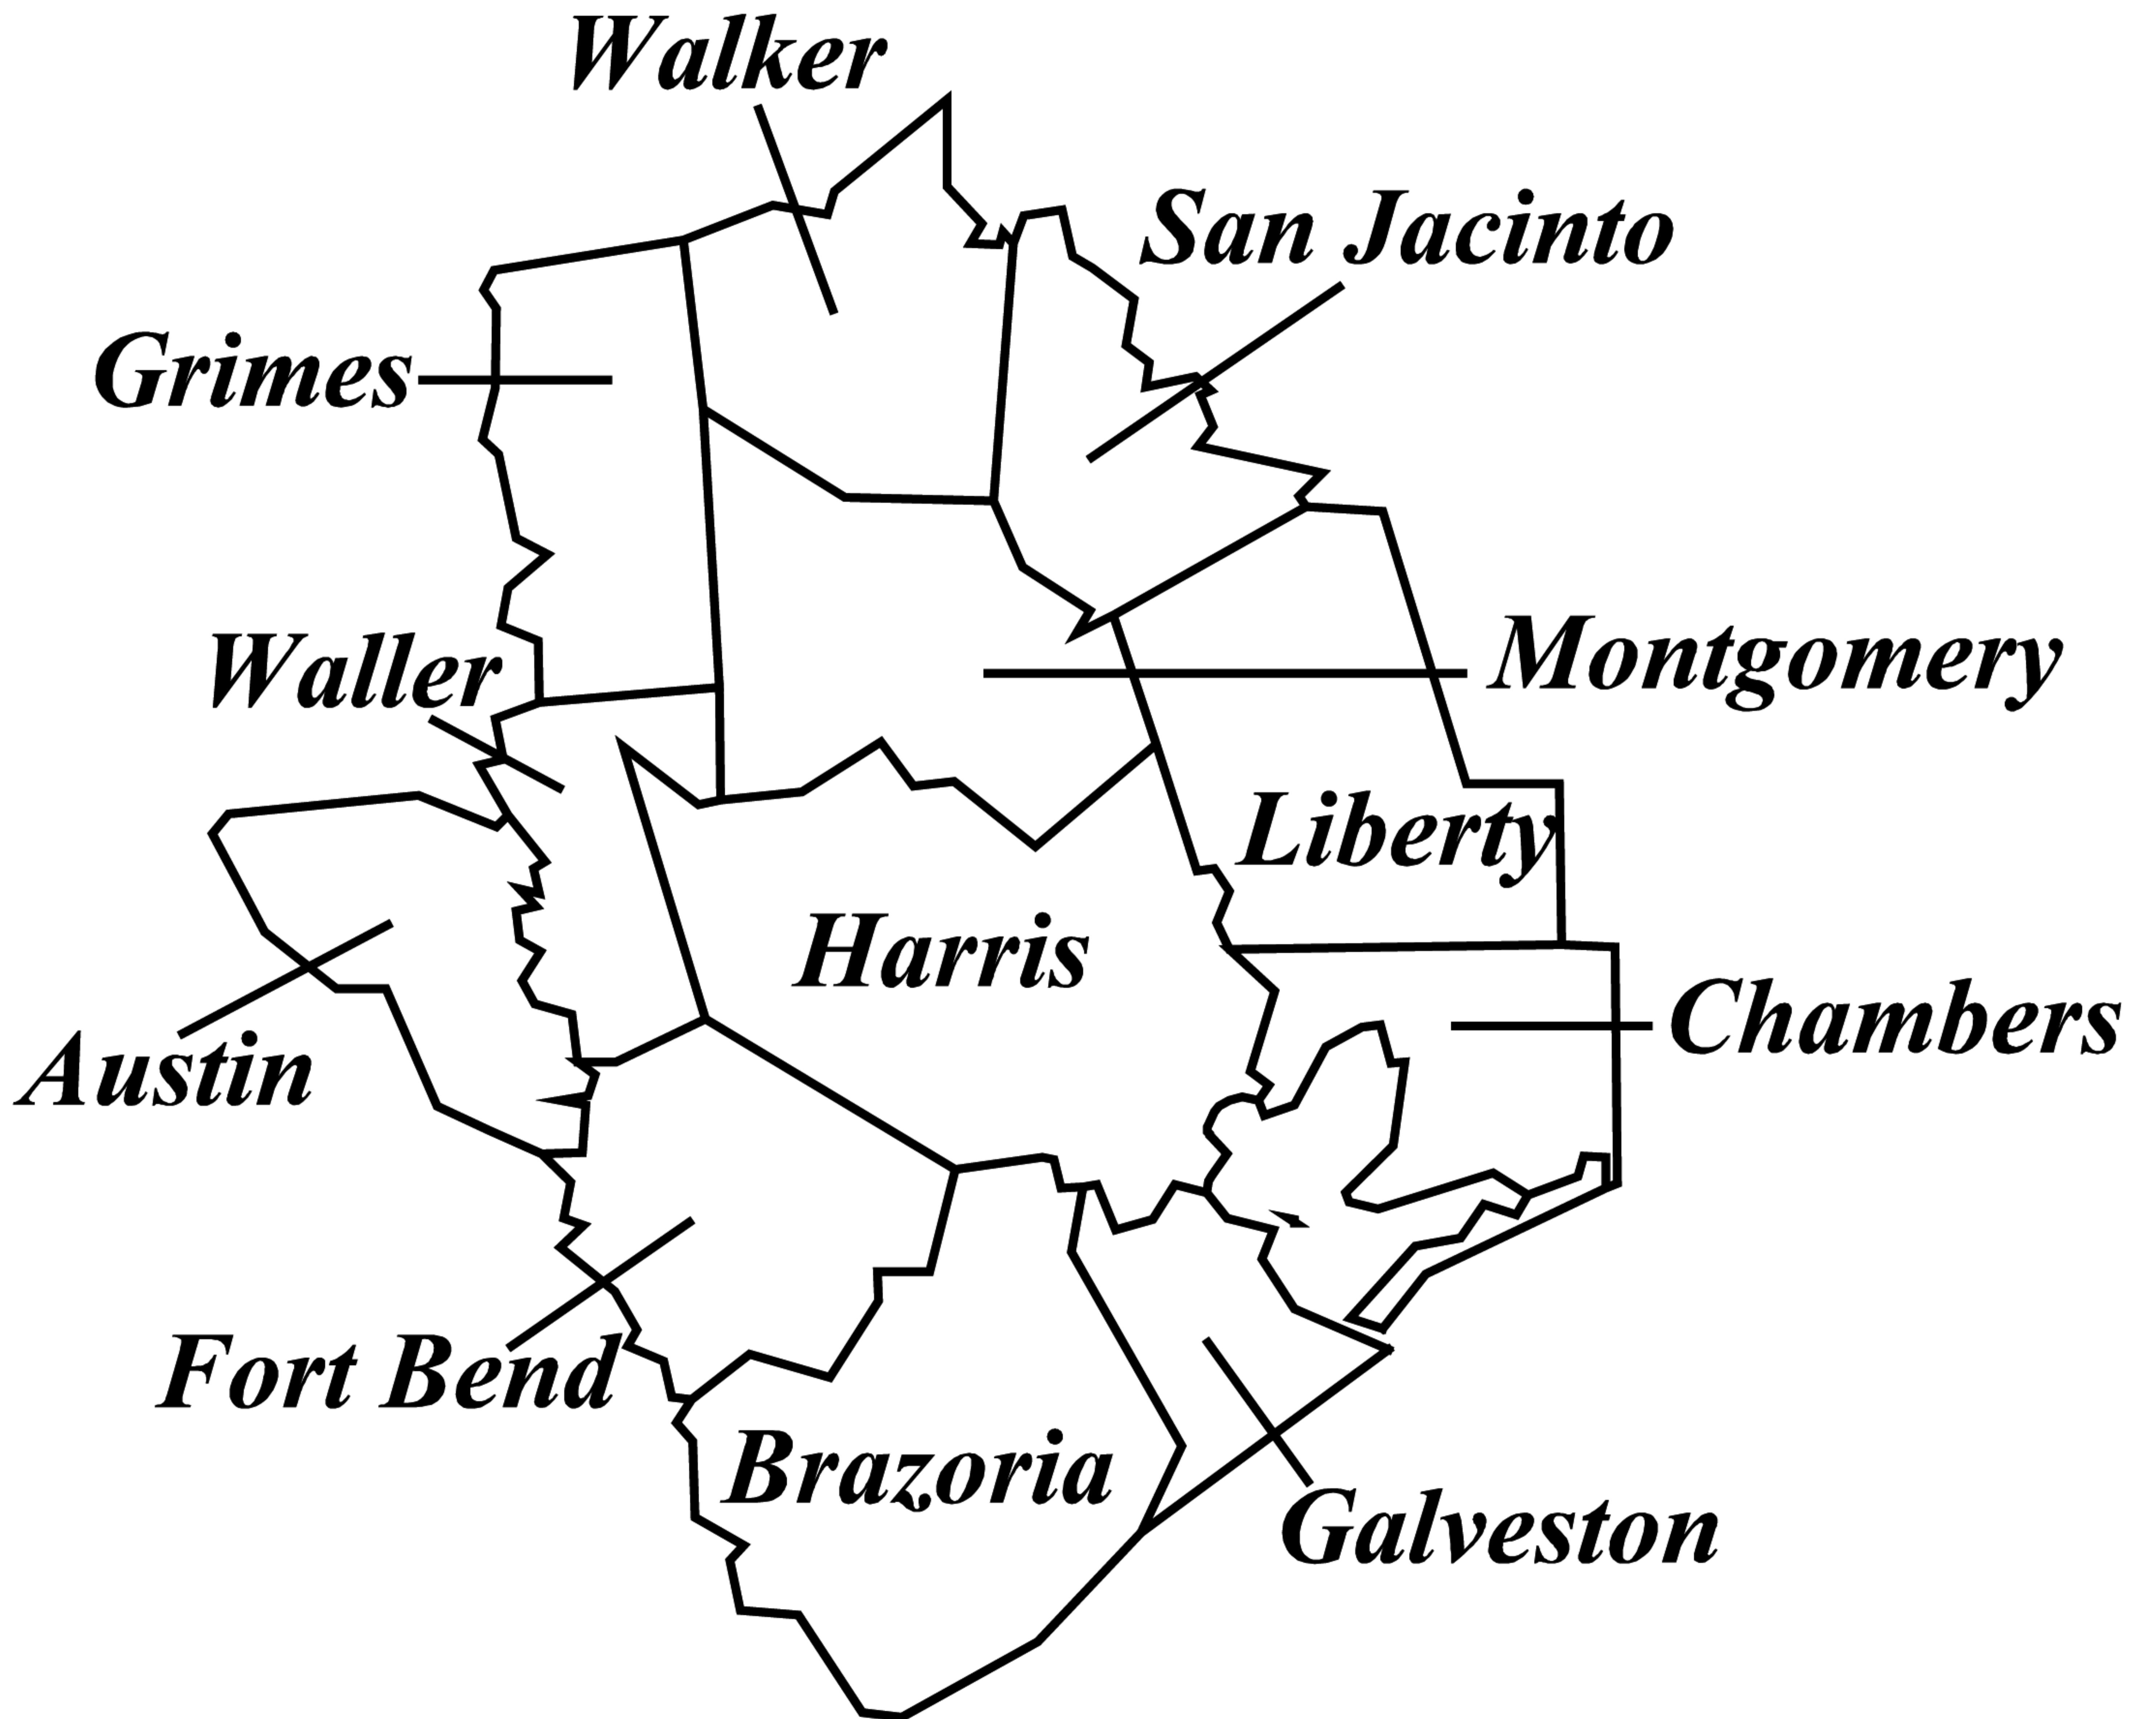 Walker
San Jacinto
Grimes
Montgomery
Waller
Liberty
Harris
Chambers
Austin
Fort Bend
Brazoria
Galveston